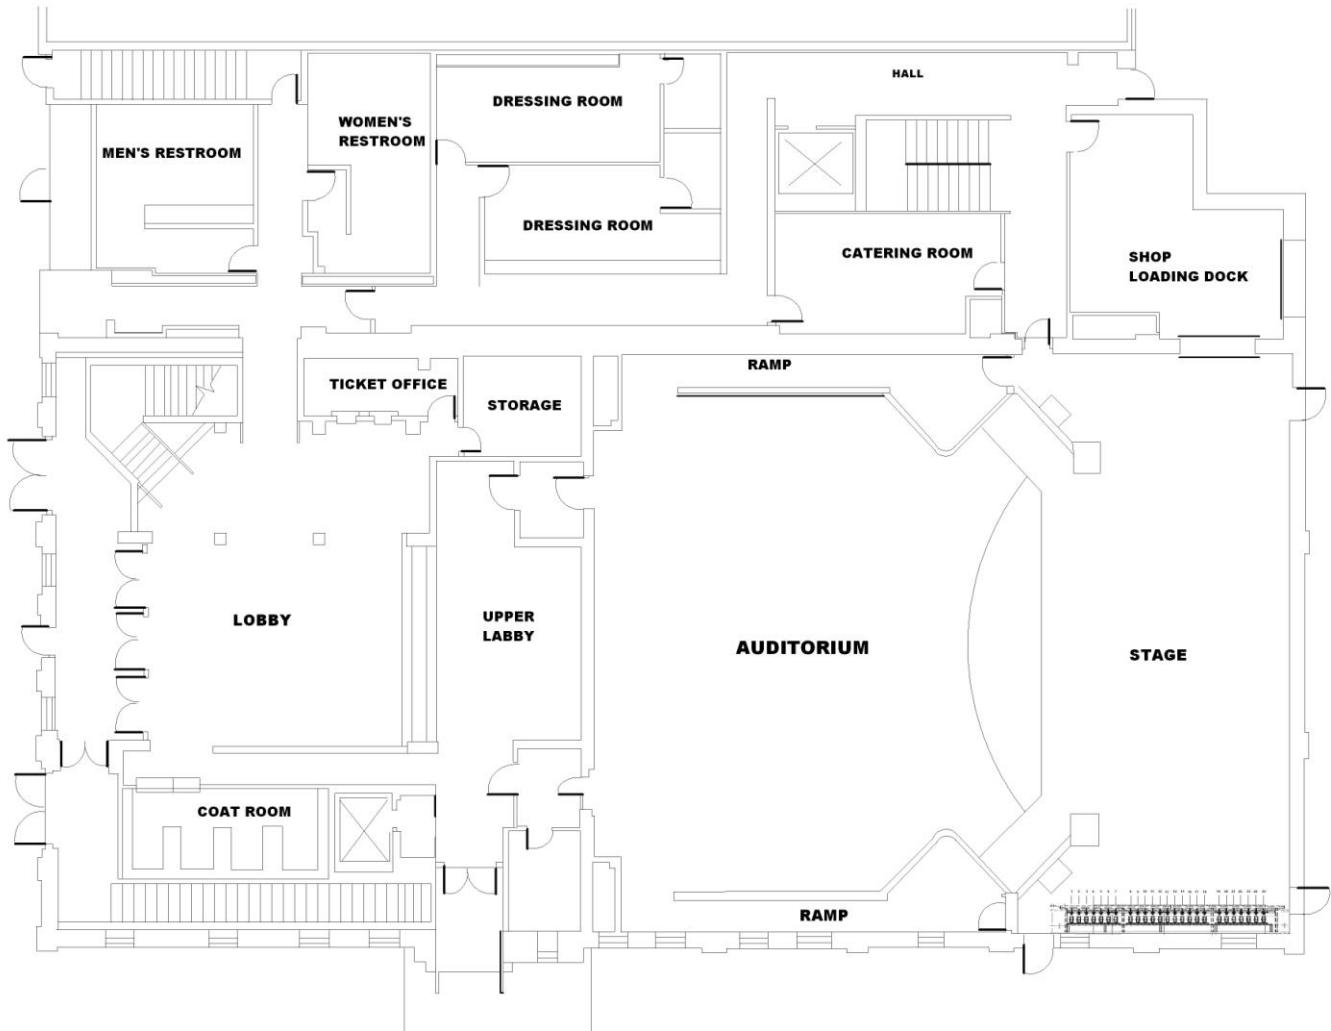 HALL
DRESSING ROOM
WOMEN'S
RESTROOM
MEN'S RESTROOM
DRESSING ROOM
CATERING ROOM
SHOP
LOADING DOCK
RAMP
TICKET OFFICE
STORAGE
LOBBY
UPPER
LABBY
AUDITORIUM
STAGE
COAT ROOM
RAMP